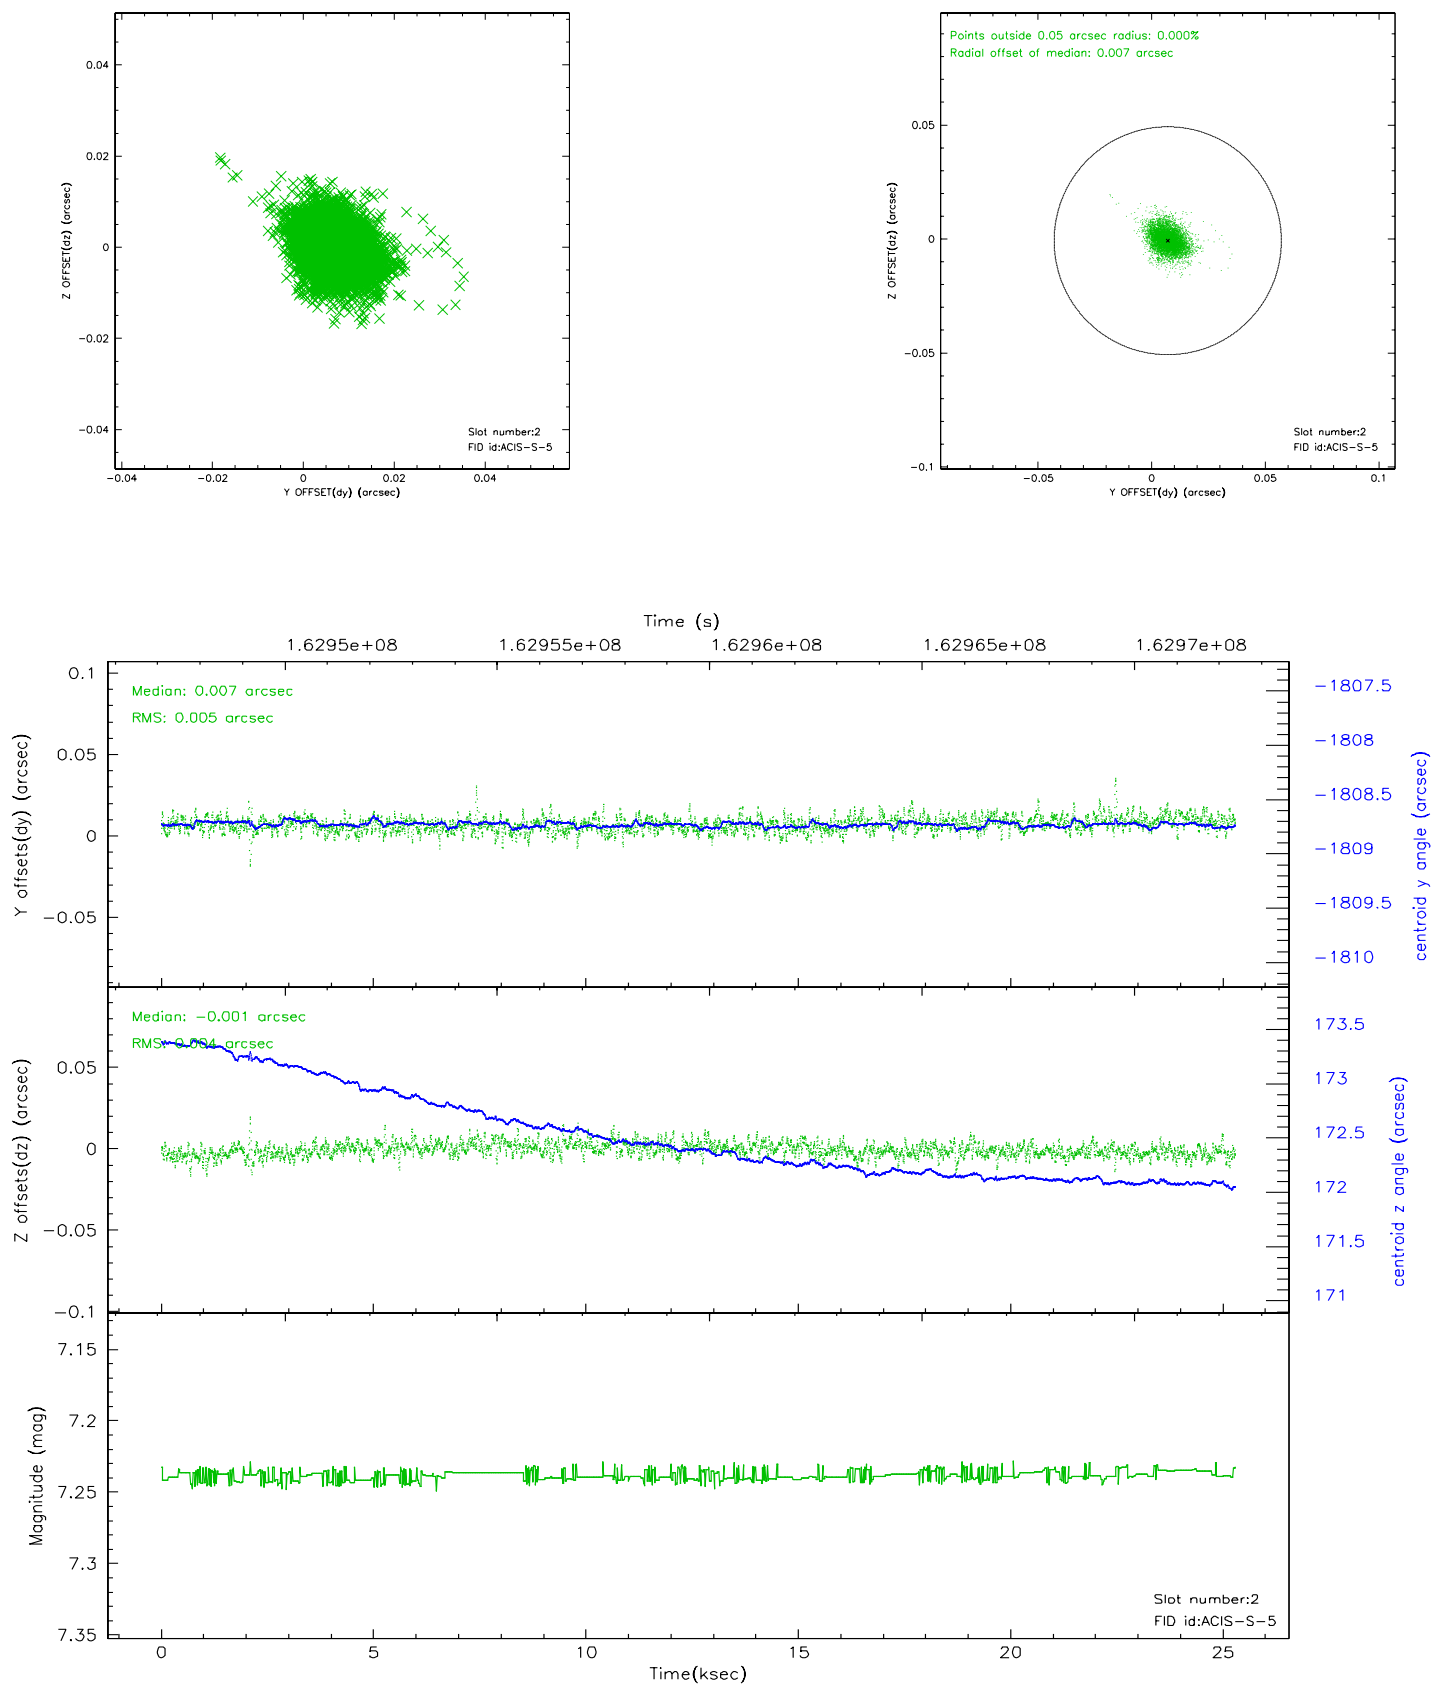 0.04
0.02
0
-0.02
-0.04
Z OFFSET(dz) (arcsec)
Slot number:2
FID id:ACIS-S-5
-0.04 -0.02 0 0.02 0.04
Y OFFSET(dy) (arcsec)
Points outside 0.05 arcsec radius: 0.000%
Radial offset of median: 0.007 arcsec
0.05
0
-0.05
-0.1
Z OFFSET(dz) (arcsec)
Slot number:2
FID id:ACIS-S-5
-0.05 0 0.05 0.1
Y OFFSET(dy) (arcsec)
Time (s)
1.6295e+08 1.62955e+08 1.6296e+08 1.62965e+08 1.6297e+08
Median: 0.007 arcsec
RMS: 0.005 arcsec
0.1
0.05
0
-0.05
Y offsets(dy) (arcsec)
-1807.5
-1808
-1808.5
-1809
-1809.5
-1810
centroid y angle (arcsec)
Median: -0.001 arcsec
RMS: 0.004 arcsec
0.05
0
-0.05
-0.1
Z offsets(dz) (arcsec)
173.5
173
172.5
172
171.5
171
centroid z angle (arcsec)
7.15
7.2
7.25
7.3
7.35
Magnitude (mag)
Slot number:2
FID id:ACIS-S-5
0 5 10 15 20 25
Time(ksec)